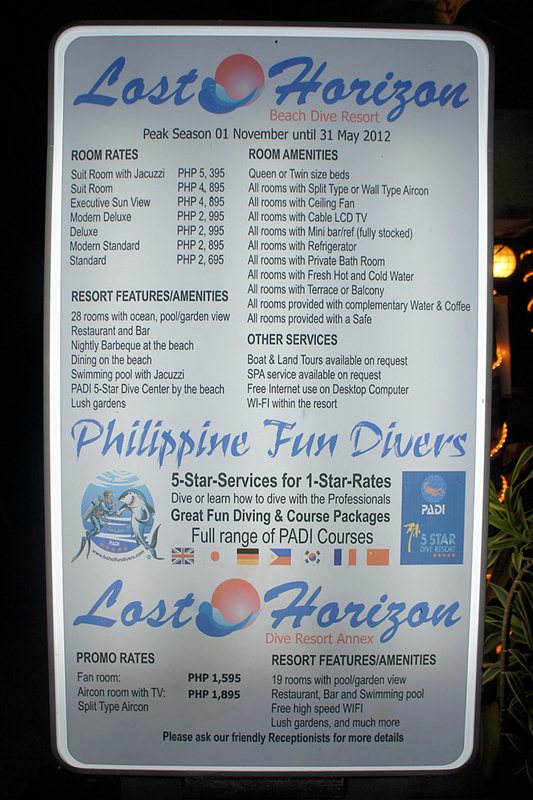 Lost Horizon
Beach Dive Resort
Peak Season 01 November until 31 May 2012
ROOM RATES
Suit Room with Jacuzzi PHP 5, 395
Suit Room PHP 4, 895
Executive Sun View PHP 4, 895
Modern Deluxe PHP 2, 995
Deluxe PHP 2, 995
Modern Standard PHP 2, 895
Standard PHP 2, 695
RESORT FEATURES/AMENITIES
28 rooms with ocean, pool/garden view
Restaurant and Bar
Nightly Barbeque at the beach
Dining on the beach
Swimming pool with Jacuzzi
PADI 5-Star Dive Center by the beach
Lush gardens
ROOM AMENITIES
Queen or Twin size beds
All rooms with Split Type or Wall Type Aircon
All rooms with Ceiling Fan
All rooms with Cable LCD TV
All rooms with Mini bar/ref (fully stocked)
All rooms with Refrigerator
All rooms with Private Bath Room
All rooms with Fresh Hot and Cold Water
All rooms with Terrace or Balcony
All rooms provided with complementary Water & Coffee
All rooms provided with a Safe
OTHER SERVICES
Boat & Land Tours available on request
SPA service available on request
Free Internet use on Desktop Computer
WI-FI within the resort
Philippine Fun Divers
PADI
www.boholfundivers.com
5-Star-Services for 1-Star-Rates
Dive or learn how to dive with the Professionals
Great Fun Diving & Course Packages
Full range of PADI Courses
PADI
5 STAR
DIVE RESORT
Lost Horizon
Dive Resort Annex
PROMO RATES
Fan room: PHP 1,595
Aircon room with TV: PHP 1,895
Split Type Aircon
RESORT FEATURES/AMENITIES
19 rooms with pool/garden view
Restaurant, Bar and Swimming pool
Free high speed WIFI
Lush gardens, and much more
Please ask our friendly Receptionists for more details